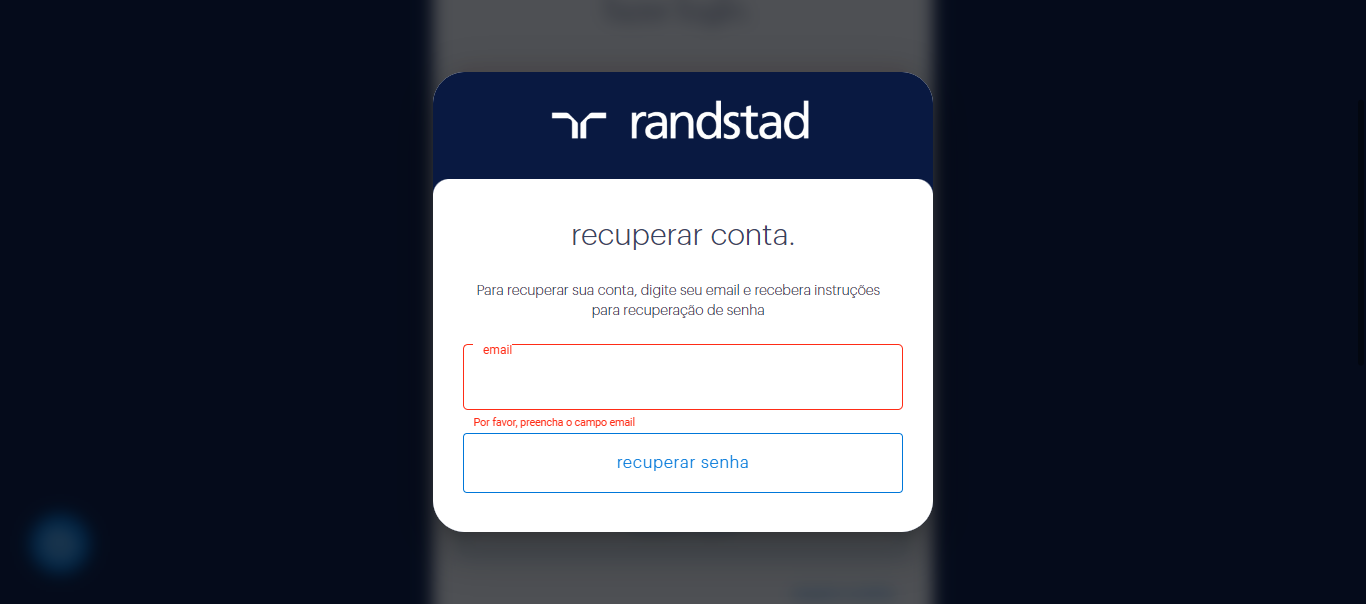 randstad
recuperar conta.
Para recuperar sua conta, digite seu email e recebera instruções
para recuperação de senha
email
Por favor, preencha o campo email
recuperar senha